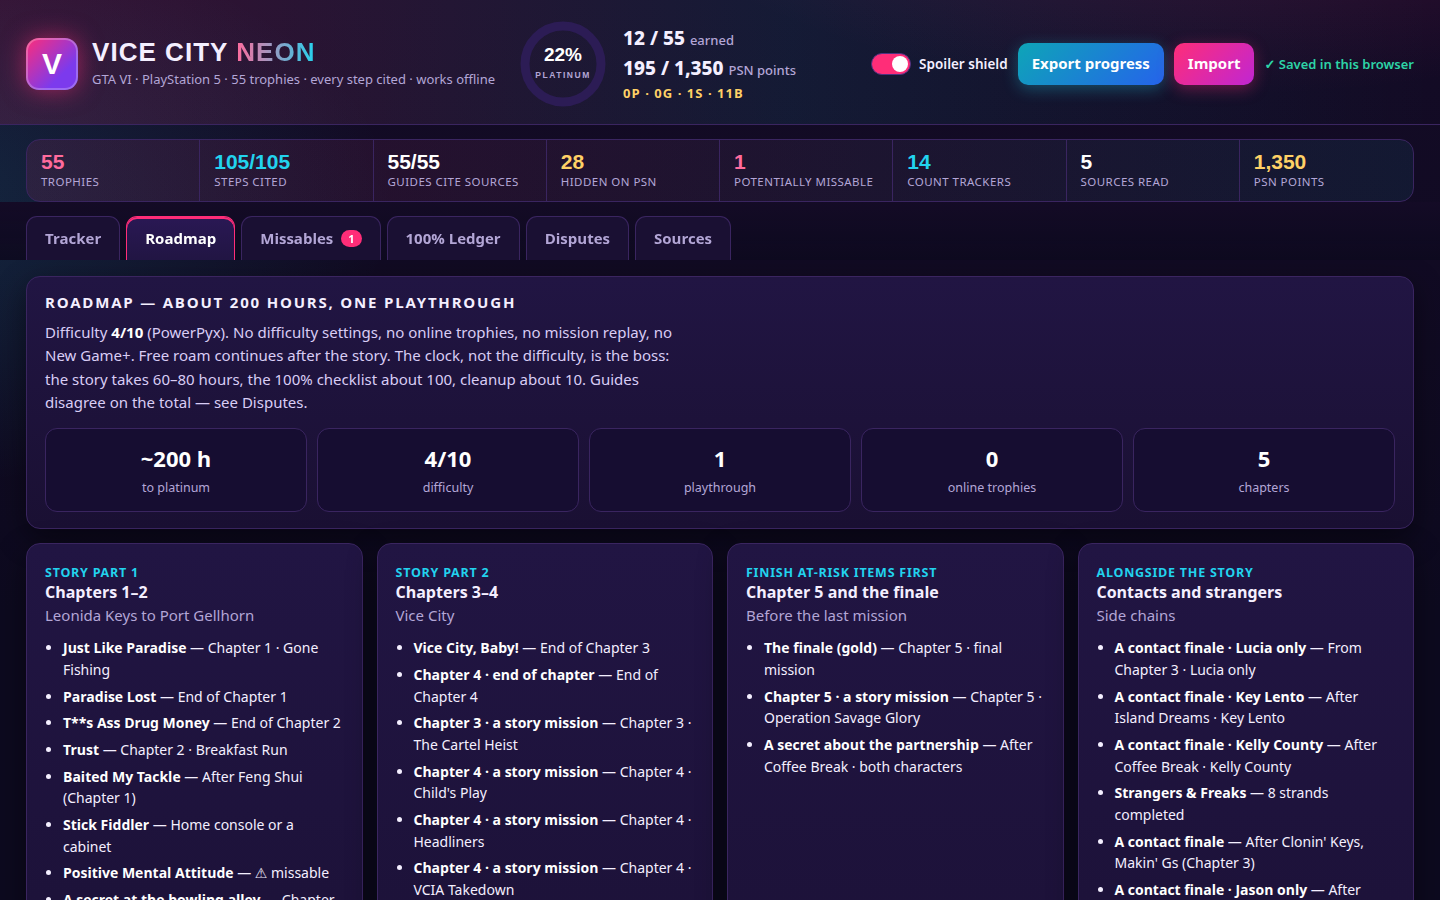 V
VICE CITY NEON
GTA VI · PlayStation 5 · 55 trophies · every step cited · works offline
22%
PLATINUM
12 / 55 earned
195 / 1,350 PSN points
0P · 0G · 1S · 11B
Spoiler shield
Export progress
Import
✓ Saved in this browser
55
TROPHIES
105/105
STEPS CITED
55/55
GUIDES CITE SOURCES
28
HIDDEN ON PSN
1
POTENTIALLY MISSABLE
14
COUNT TRACKERS
5
SOURCES READ
1,350
PSN POINTS
Tracker
Roadmap
Missables 1
100% Ledger
Disputes
Sources
ROADMAP — ABOUT 200 HOURS, ONE PLAYTHROUGH
Difficulty 4/10 (PowerPyx). No difficulty settings, no online trophies, no mission replay, no
New Game+. Free roam continues after the story. The clock, not the difficulty, is the boss:
the story takes 60–80 hours, the 100% checklist about 100, cleanup about 10. Guides
disagree on the total — see Disputes.
~200 h
to platinum
4/10
difficulty
1
playthrough
0
online trophies
5
chapters
STORY PART 1
Chapters 1–2
Leonida Keys to Port Gellhorn
• Just Like Paradise — Chapter 1 · Gone
Fishing
• Paradise Lost — End of Chapter 1
• T**s Ass Drug Money — End of Chapter 2
• Trust — Chapter 2 · Breakfast Run
• Baited My Tackle — After Feng Shui
(Chapter 1)
• Stick Fiddler — Home console or a
cabinet
• Positive Mental Attitude — ⚠ missable
• A secret at the bowling alley — Chapter
STORY PART 2
Chapters 3–4
Vice City
• Vice City, Baby! — End of Chapter 3
• Chapter 4 · end of chapter — End of
Chapter 4
• Chapter 3 · a story mission — Chapter 3 ·
The Cartel Heist
• Chapter 4 · a story mission — Chapter 4 ·
Child's Play
• Chapter 4 · a story mission — Chapter 4 ·
Headliners
• Chapter 4 · a story mission — Chapter 4 ·
VCIA Takedown
FINISH AT-RISK ITEMS FIRST
Chapter 5 and the finale
Before the last mission
• The finale (gold) — Chapter 5 · final
mission
• Chapter 5 · a story mission — Chapter 5 ·
Operation Savage Glory
• A secret about the partnership — After
Coffee Break · both characters
ALONGSIDE THE STORY
Contacts and strangers
Side chains
• A contact finale · Lucia only — From
Chapter 3 · Lucia only
• A contact finale · Key Lento — After
Island Dreams · Key Lento
• A contact finale · Kelly County — After
Coffee Break · Kelly County
• Strangers & Freaks — 8 strands
completed
• A contact finale — After Clonin' Keys,
Makin' Gs (Chapter 3)
• A contact finale · Jason only — After